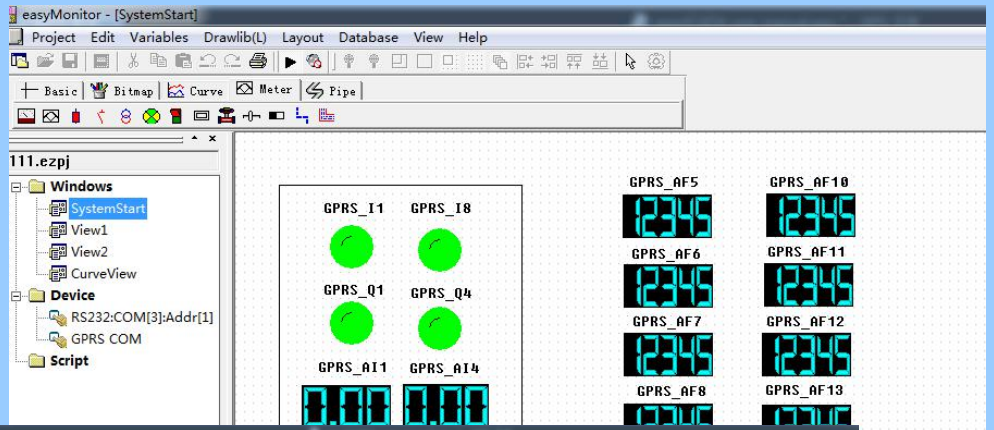 easyMonitor - [SystemStart]
Project Edit Variables Drawlib(L) Layout Database View Help
Basic Bitmap Curve Meter Pipe
111.ezpj
Windows
SystemStart
View1
View2
CurveView
Device
RS232:COM[3]:Addr[1]
GPRS COM
Script
GPRS_I1 GPRS_I8
GPRS_Q1 GPRS_Q4
GPRS_AI1 GPRS_AI4
0.00 0.00
GPRS_AF5 GPRS_AF10
12345 12345
GPRS_AF6 GPRS_AF11
12345 12345
GPRS_AF7 GPRS_AF12
12345 12345
GPRS_AF8 GPRS_AF13
12345 12345